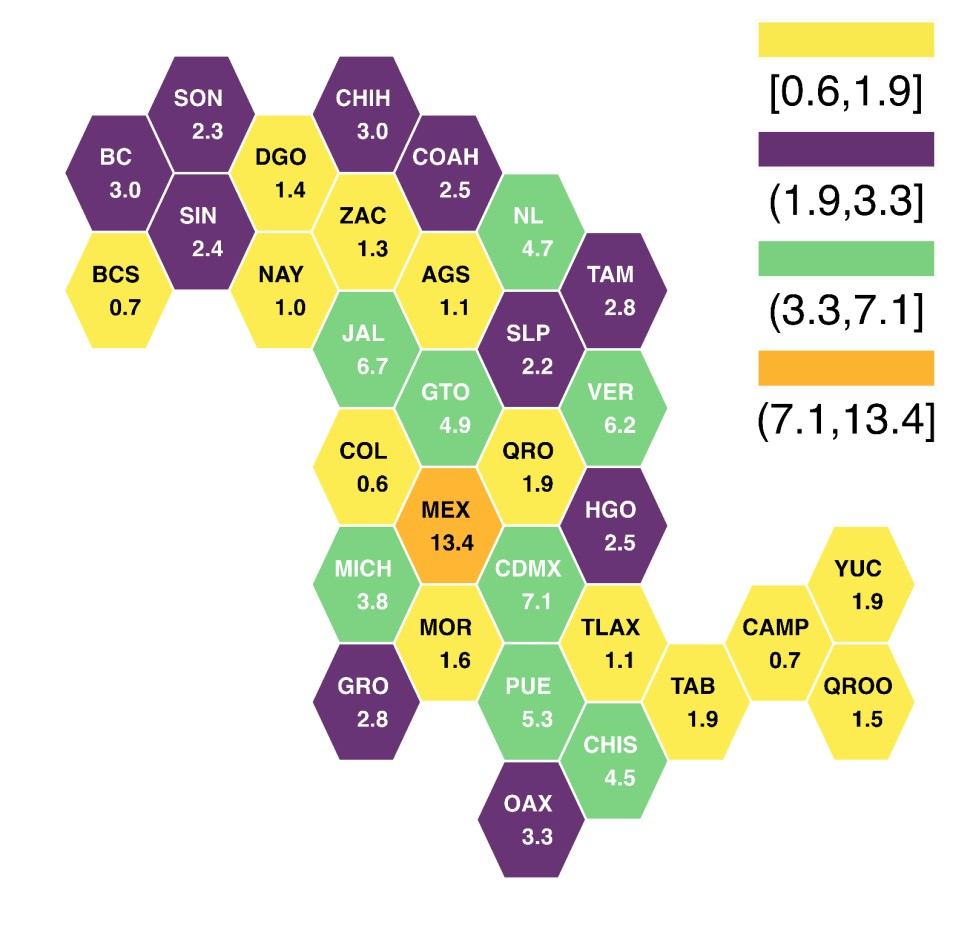 SON
2.3
CHIH
3.0
BC
3.0
DGO
1.4
COAH
2.5
SIN
2.4
ZAC
1.3
NL
4.7
BCS
0.7
NAY
1.0
AGS
1.1
TAM
2.8
JAL
6.7
SLP
2.2
GTO
4.9
VER
6.2
COL
0.6
QRO
1.9
MEX
13.4
HGO
2.5
MICH
3.8
CDMX
7.1
YUC
1.9
MOR
1.6
TLAX
1.1
CAMP
0.7
GRO
2.8
PUE
5.3
TAB
1.9
QROO
1.5
CHIS
4.5
OAX
3.3
[0.6,1.9]
(1.9,3.3]
(3.3,7.1]
(7.1,13.4]